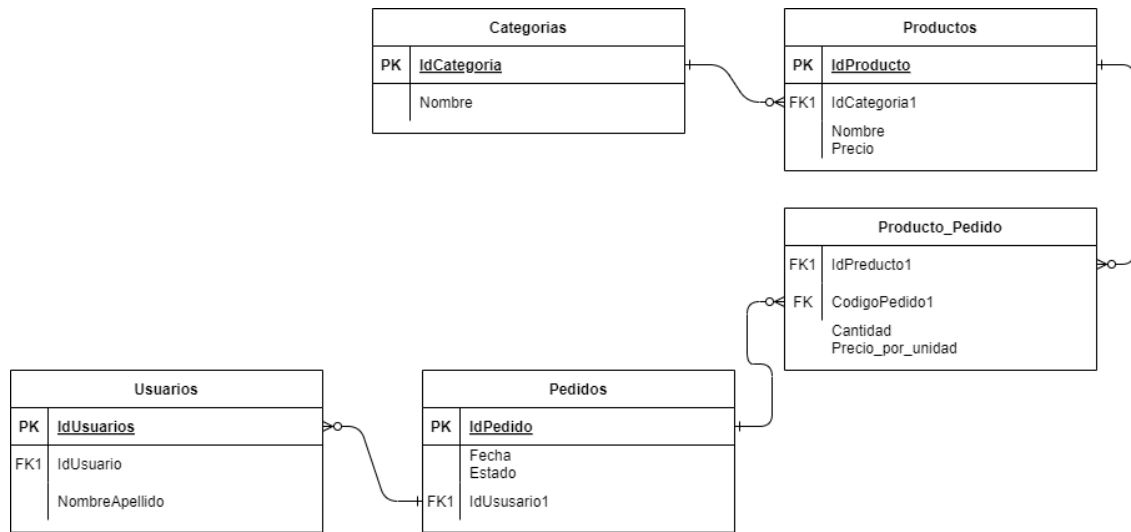 Categorias
PK IdCategoria
Nombre
Productos
PK IdProducto
FK1 IdCategoria1
Nombre
Precio
Producto_Pedido
FK1 IdPreducto1
FK CodigoPedido1
Cantidad
Precio_por_unidad
Usuarios
PK IdUsuarios
FK1 IdUsuario
NombreApellido
Pedidos
PK IdPedido
Fecha
Estado
FK1 IdUsusario1